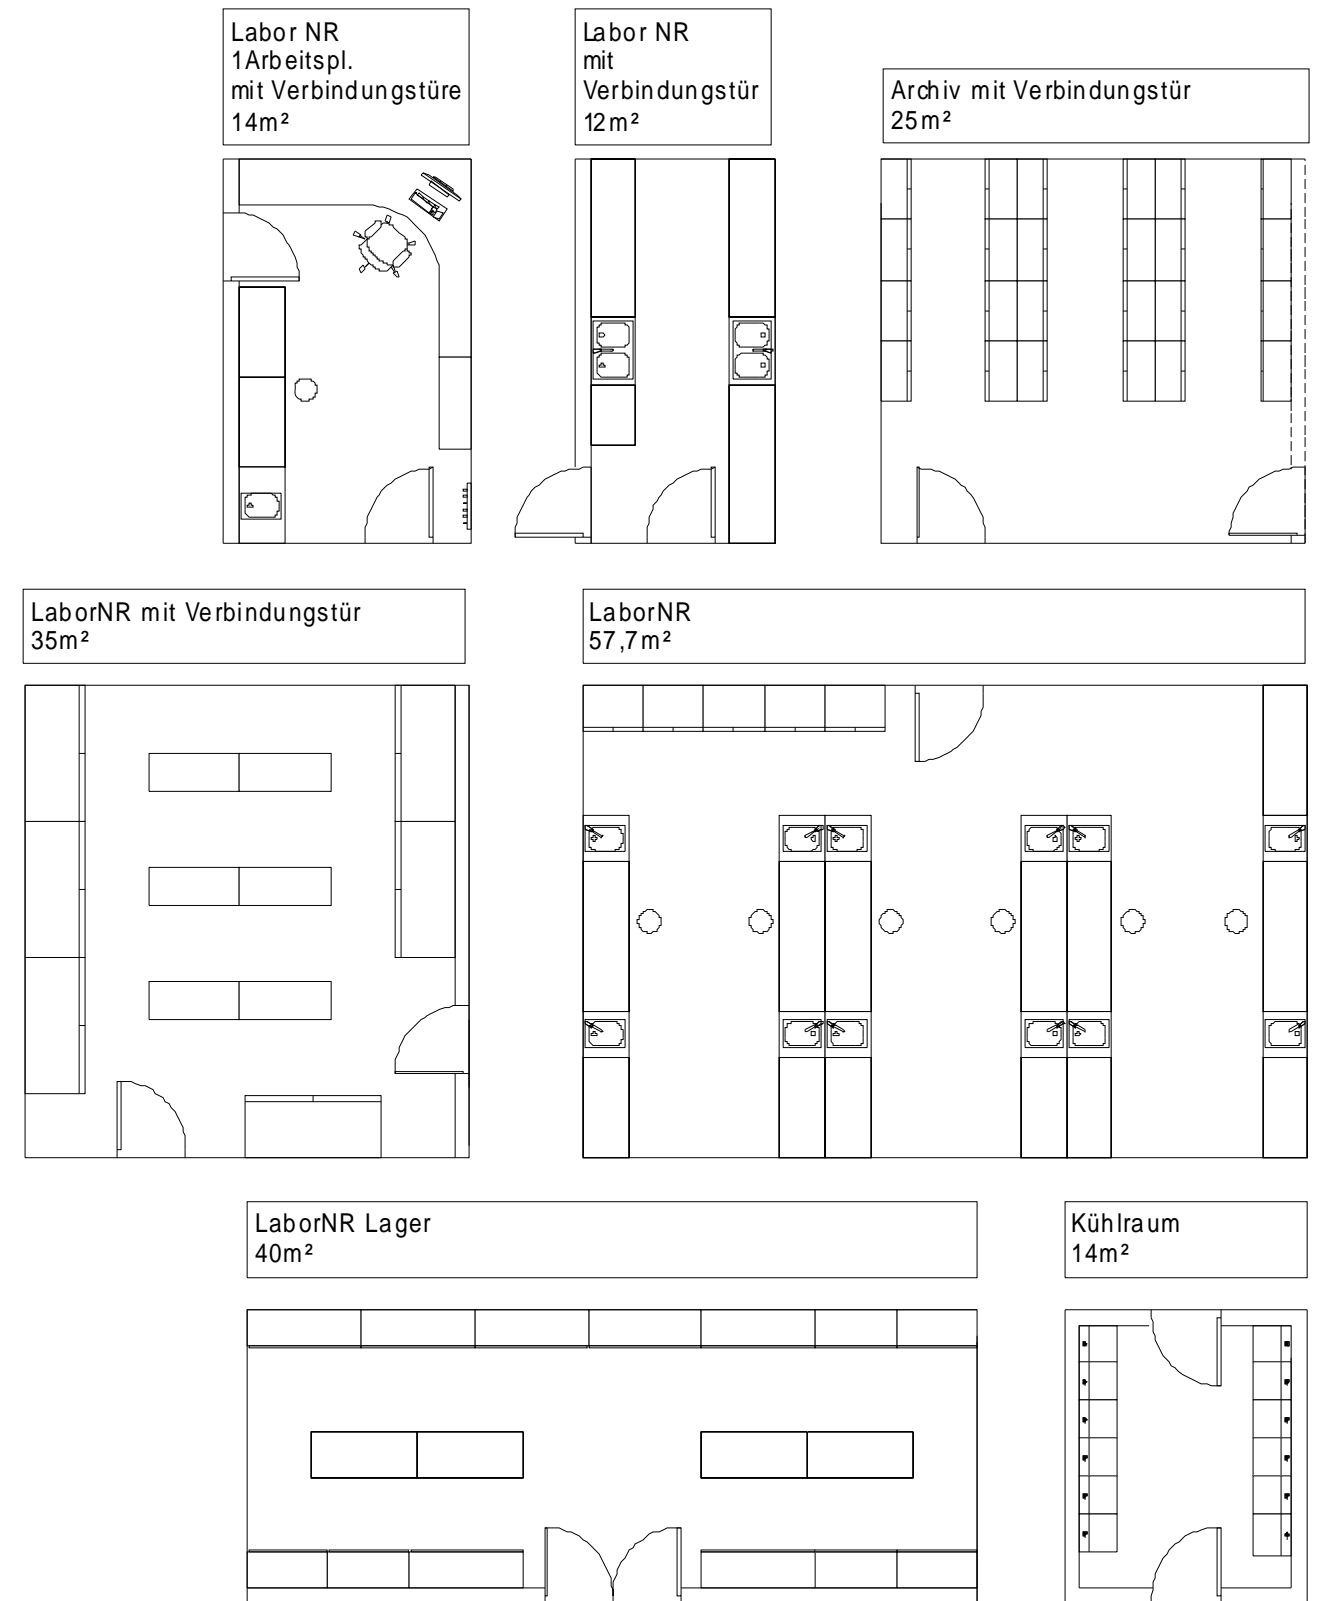 Labor NR
1Arbeitspl.
mit Verbindungstüre
14m²
Labor NR
mit
Verbindungstür
12m²
Archiv mit Verbindungstür
25m²
LaborNR mit Verbindungstür
35m²
LaborNR
57,7m²
LaborNR Lager
40m²
Kühlraum
14m²